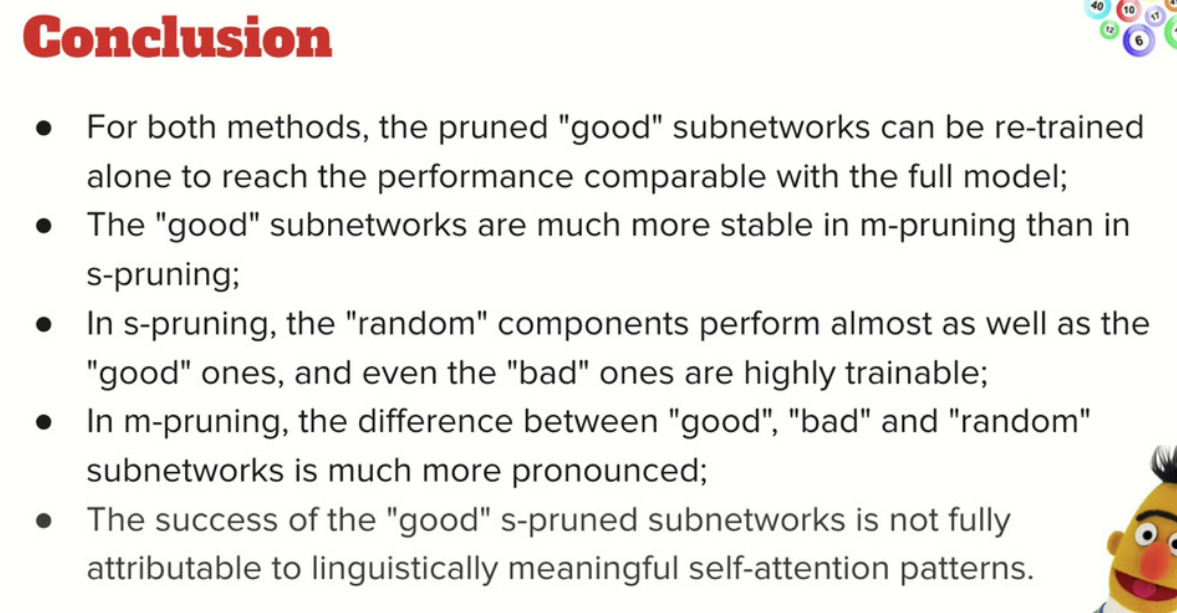 Conclusion
40 10 17
12 6
● For both methods, the pruned "good" subnetworks can be re-trained
alone to reach the performance comparable with the full model;
● The "good" subnetworks are much more stable in m-pruning than in
s-pruning;
● In s-pruning, the "random" components perform almost as well as the
"good" ones, and even the "bad" ones are highly trainable;
● In m-pruning, the difference between "good", "bad" and "random"
subnetworks is much more pronounced;
● The success of the "good" s-pruned subnetworks is not fully
attributable to linguistically meaningful self-attention patterns.